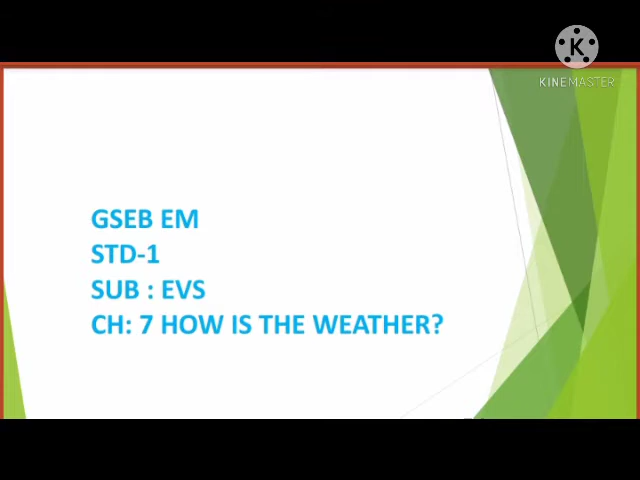 K
KINEMASTER
GSEB EM
STD-1
SUB : EVS
CH: 7 HOW IS THE WEATHER?